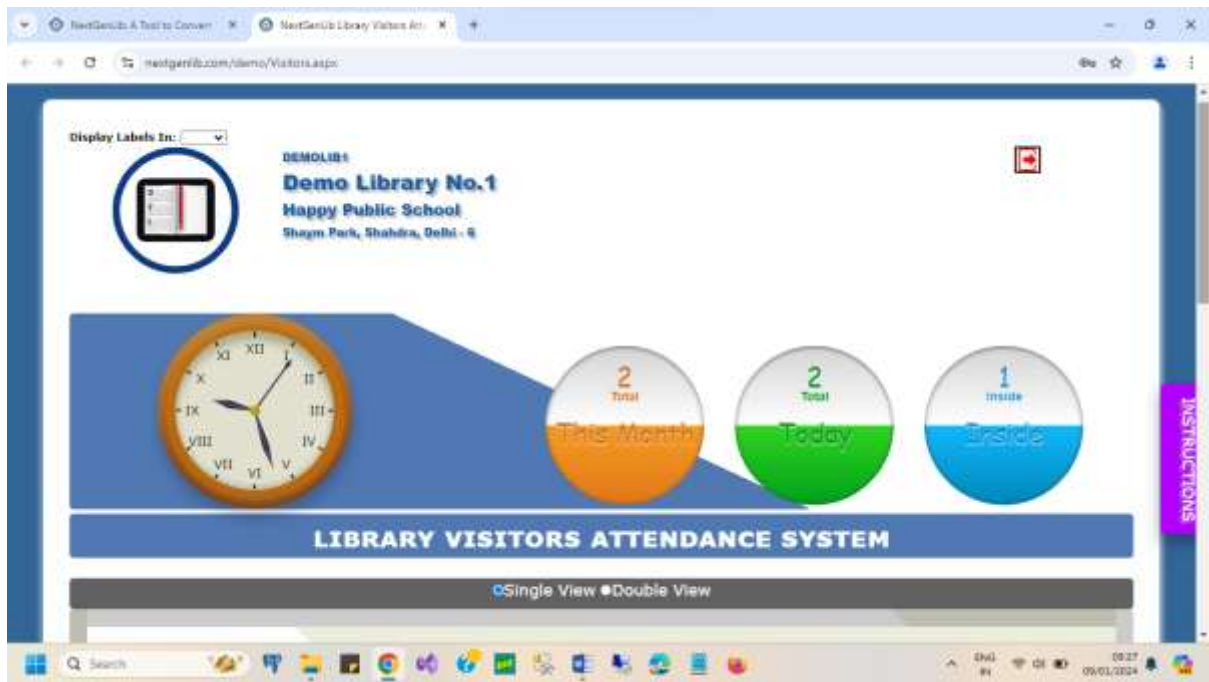 NextGenLib A Tool to Convert
NextGenLib Library Visitors Att
nextgenlib.com/demo/Visitors.aspx
Display Labels In:
DEMOLIB1
Demo Library No.1
Happy Public School
Shaym Park, Shahdra, Delhi - 6
XII
I
II
III
IV
V
VI
VII
VIII
IX
X
XI
2
Total
This Month
2
Total
Today
1
Inside
Inside
INSTRUCTIONS
LIBRARY VISITORS ATTENDANCE SYSTEM
Single View Double View
Search
ENG
IN
09:27
09/01/2024